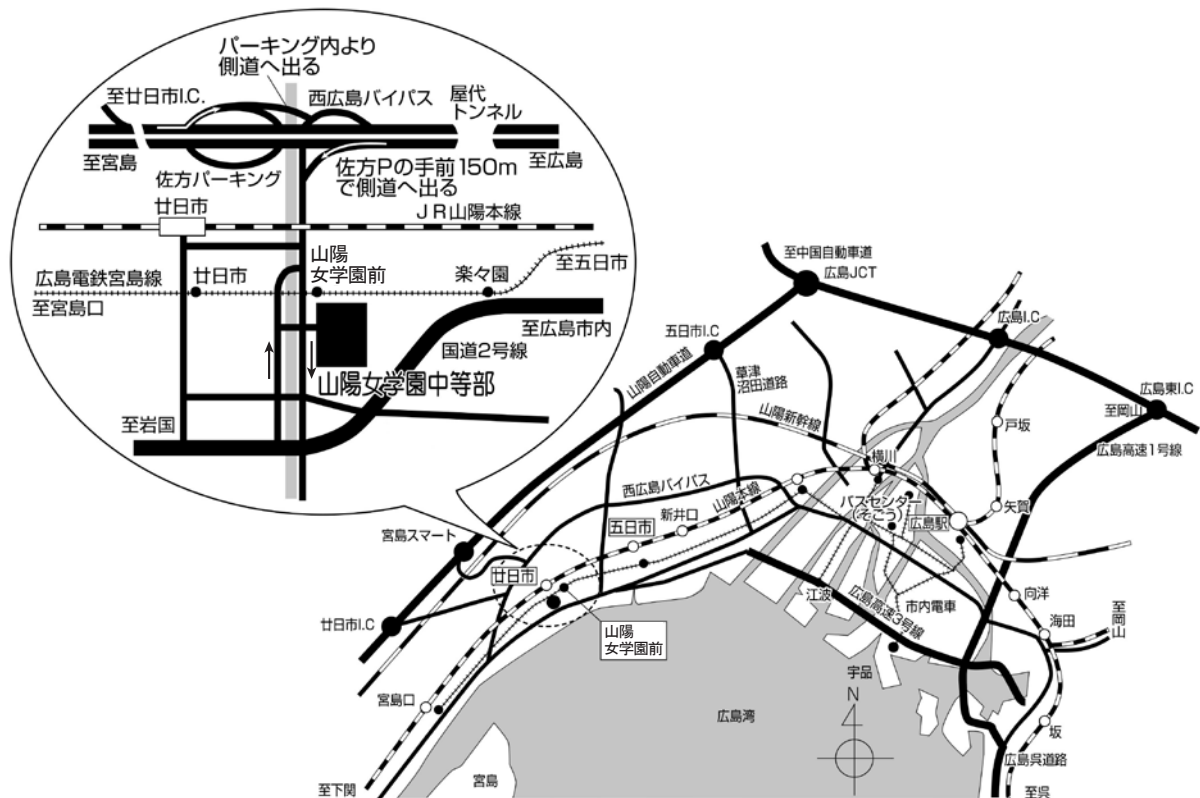 パーキング内より
側道へ出る
至廿日市I.C.
西広島バイパス
屋代
トンネル
至宮島
佐方パーキング
佐方Pの手前150m
で側道へ出る
至広島
廿日市
JR山陽本線
山陽
女学園前
広島電鉄宮島線
廿日市
楽々園
至五日市
至宮島口
至広島市内
国道2号線
山陽女学園中等部
至岩国
至中国自動車道
広島JCT
五日市I.C
広島I.C
山陽自動車道
草津
沼田道路
広島東I.C
至岡山
山陽新幹線
戸坂
広島高速1号線
横川
西広島バイパス
山陽本線
バスセンター
(そごう)
矢賀
新井口
五日市
広島駅
宮島スマート
廿日市
江波
広島高速3号線
市内電車
向洋
海田
至岡山
廿日市I.C
山陽
女学園前
宇品
N
宮島口
広島湾
坂
広島呉道路
宮島
至下関
至呉